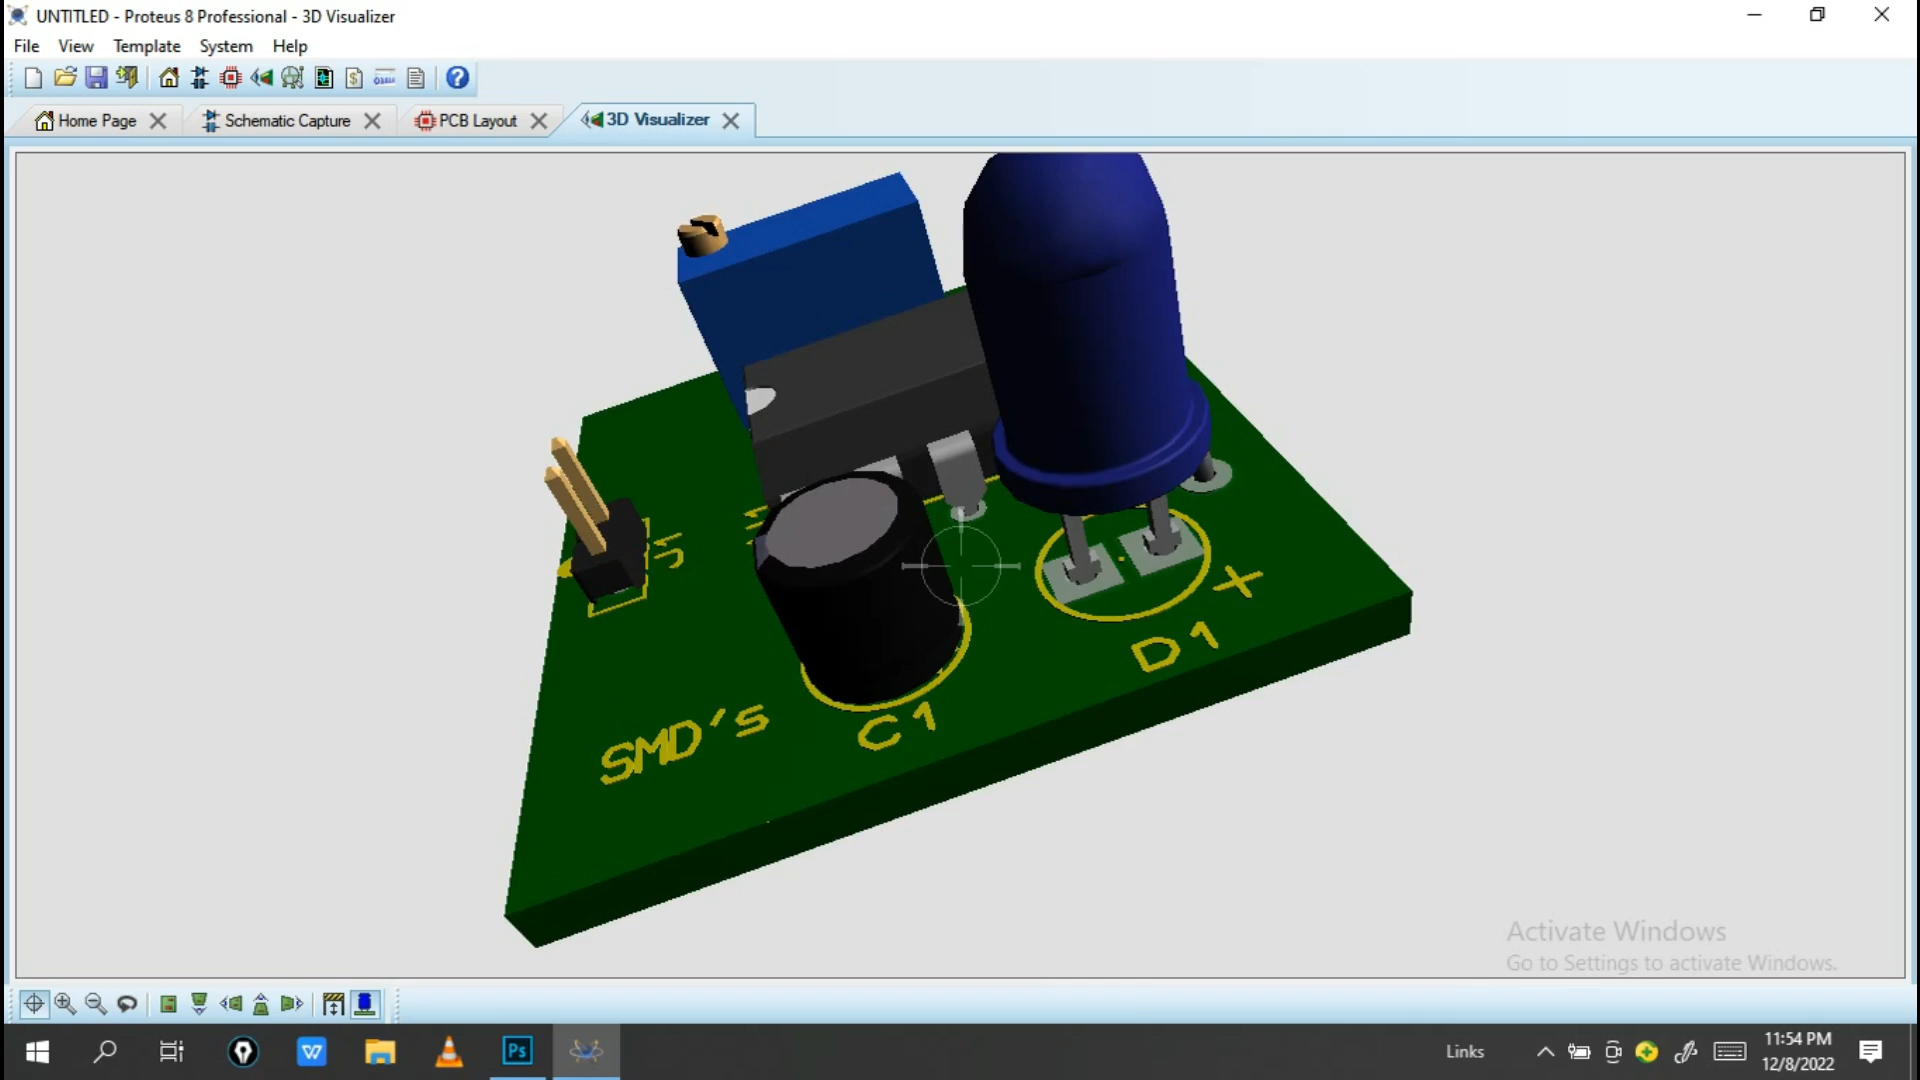 UNTITLED - Proteus 8 Professional - 3D Visualizer
File View Template System Help
Home Page Schematic Capture PCB Layout 3D Visualizer
D1
C1
SMD's
Activate Windows
Go to Settings to activate Windows.
Ps
Links
11:54 PM
12/8/2022